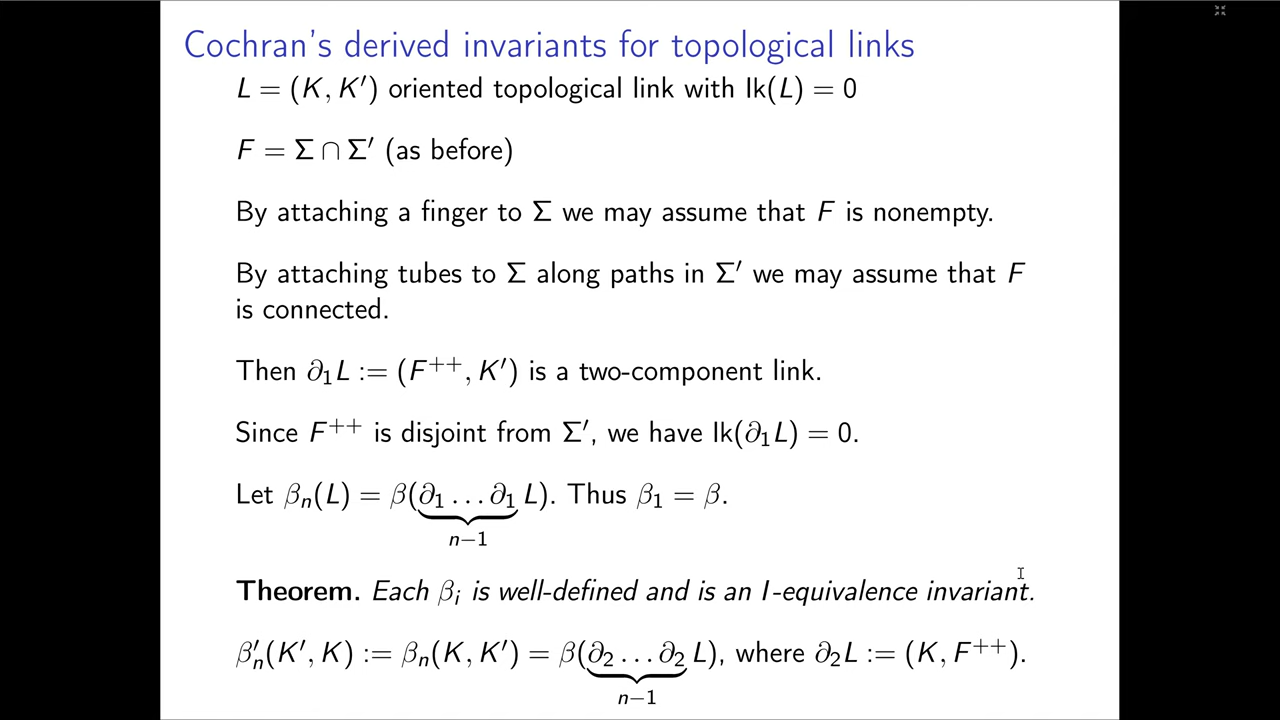 Cochran's derived invariants for topological links
L = (K, K′) oriented topological link with lk(L) = 0
F = Σ ∩ Σ′ (as before)
By attaching a finger to Σ we may assume that F is nonempty.
By attaching tubes to Σ along paths in Σ′ we may assume that F
is connected.
Then ∂₁L := (F⁺⁺, K′) is a two-component link.
Since F⁺⁺ is disjoint from Σ′, we have lk(∂₁L) = 0.
Let βₙ(L) = β(∂₁ … ∂₁ L). Thus β₁ = β.
n−1
Theorem. Each βᵢ is well-defined and is an I-equivalence invariant.
β′ₙ(K′, K) := βₙ(K, K′) = β(∂₂ … ∂₂ L), where ∂₂L := (K, F⁺⁺).
n−1